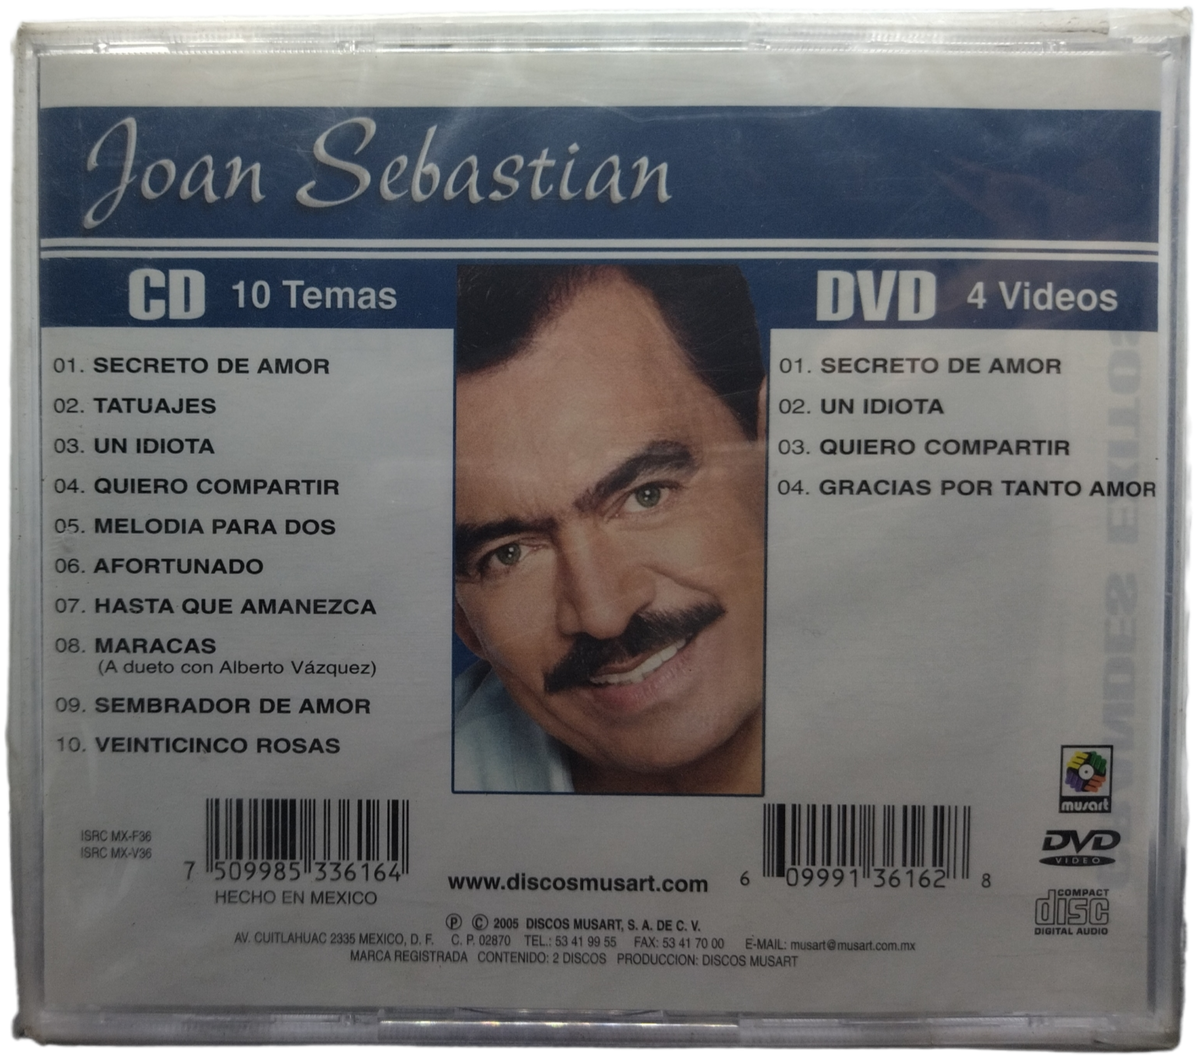 Joan Sebastian
CD 10 Temas
01. SECRETO DE AMOR
02. TATUAJES
03. UN IDIOTA
04. QUIERO COMPARTIR
05. MELODIA PARA DOS
06. AFORTUNADO
07. HASTA QUE AMANEZCA
08. MARACAS
(A dueto con Alberto Vázquez)
09. SEMBRADOR DE AMOR
10. VEINTICINCO ROSAS
DVD 4 Videos
01. SECRETO DE AMOR
02. UN IDIOTA
03. QUIERO COMPARTIR
04. GRACIAS POR TANTO AMOR
GRANDES EXITOS
musart
DVD
VIDEO
COMPACT
disc
DIGITAL AUDIO
ISRC MX-F36
ISRC MX-V36
7 509985 336164
HECHO EN MEXICO
www.discosmusart.com
6 09991 36162 8
Ⓟ © 2005 DISCOS MUSART, S. A. DE C. V.
AV. CUITLAHUAC 2335 MEXICO, D. F. C. P. 02870 TEL.: 53 41 99 55 FAX: 53 41 70 00 E-MAIL: musart@musart.com.mx
MARCA REGISTRADA CONTENIDO: 2 DISCOS PRODUCCION: DISCOS MUSART